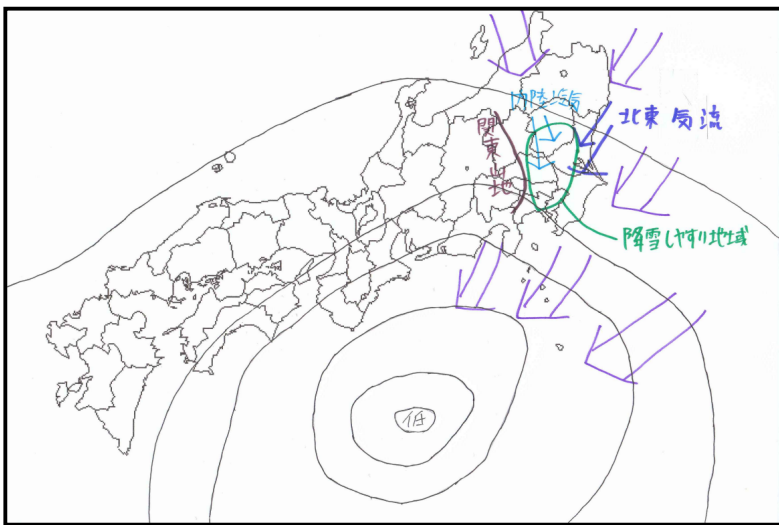 内陸冷気
北東気流
関東山地
降雪しやすい地域
低